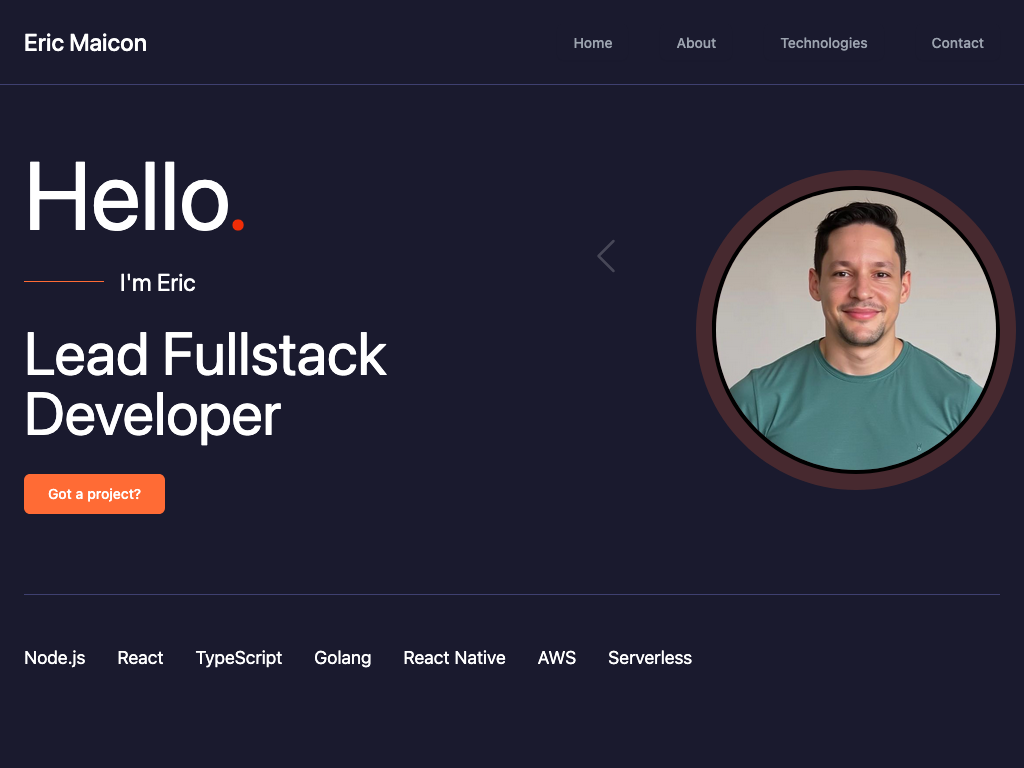 Eric Maicon
Home About Technologies Contact
Hello.
I'm Eric
Lead Fullstack
Developer
Got a project?
Node.js React TypeScript Golang React Native AWS Serverless